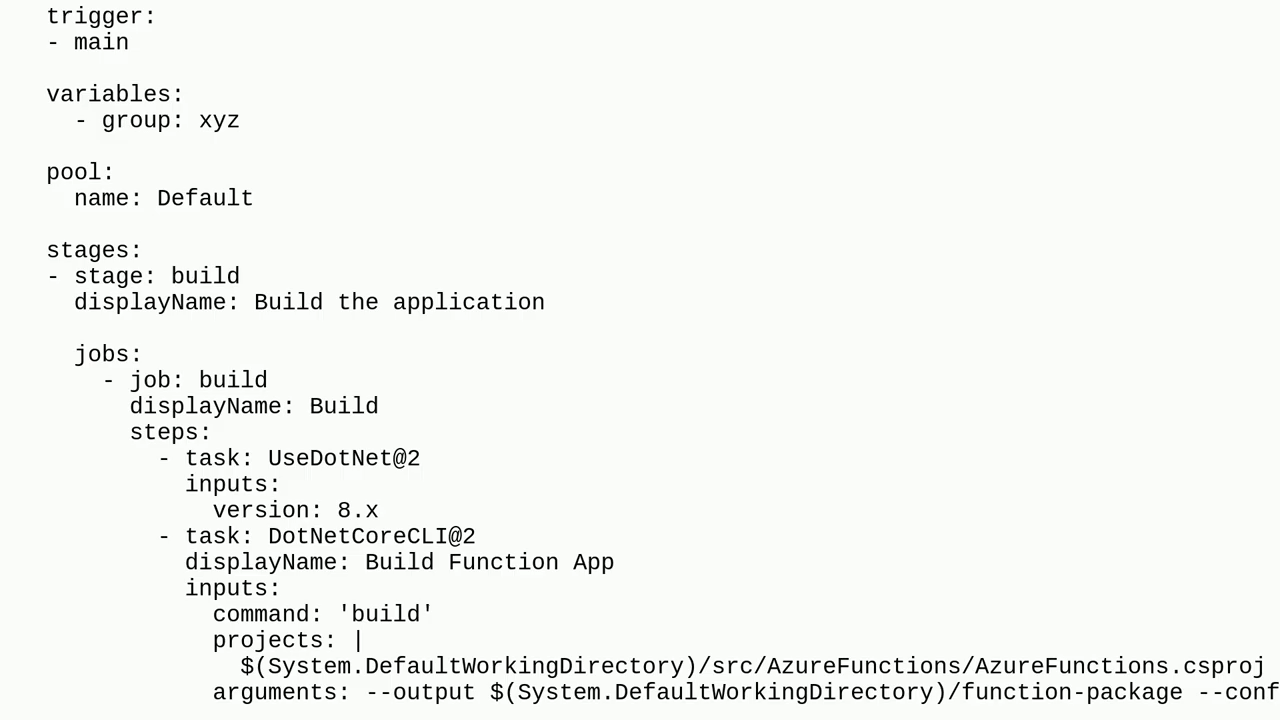 trigger:
- main
variables:
- group: xyz
pool:
name: Default
stages:
- stage: build
displayName: Build the application
jobs:
- job: build
displayName: Build
steps:
- task: UseDotNet@2
inputs:
version: 8.x
- task: DotNetCoreCLI@2
displayName: Build Function App
inputs:
command: 'build'
projects: |
$(System.DefaultWorkingDirectory)/src/AzureFunctions/AzureFunctions.csproj
arguments: --output $(System.DefaultWorkingDirectory)/function-package --conf